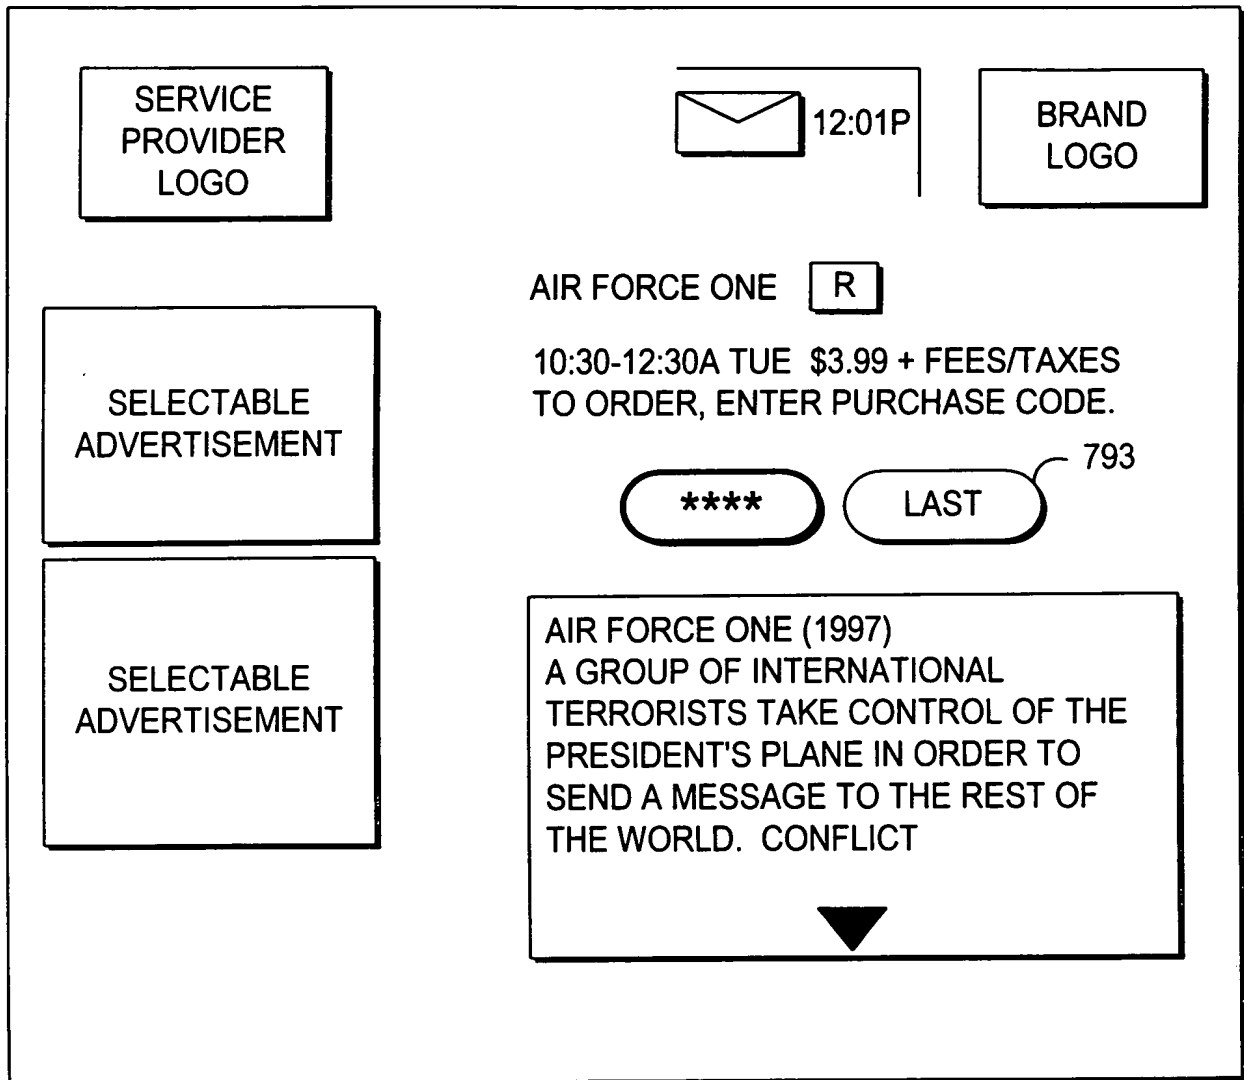 SERVICE
PROVIDER
LOGO
12:01P
BRAND
LOGO
AIR FORCE ONE R
10:30-12:30A TUE $3.99 + FEES/TAXES
TO ORDER, ENTER PURCHASE CODE.
SELECTABLE
ADVERTISEMENT
793
**** LAST
SELECTABLE
ADVERTISEMENT
AIR FORCE ONE (1997)
A GROUP OF INTERNATIONAL
TERRORISTS TAKE CONTROL OF THE
PRESIDENT'S PLANE IN ORDER TO
SEND A MESSAGE TO THE REST OF
THE WORLD. CONFLICT